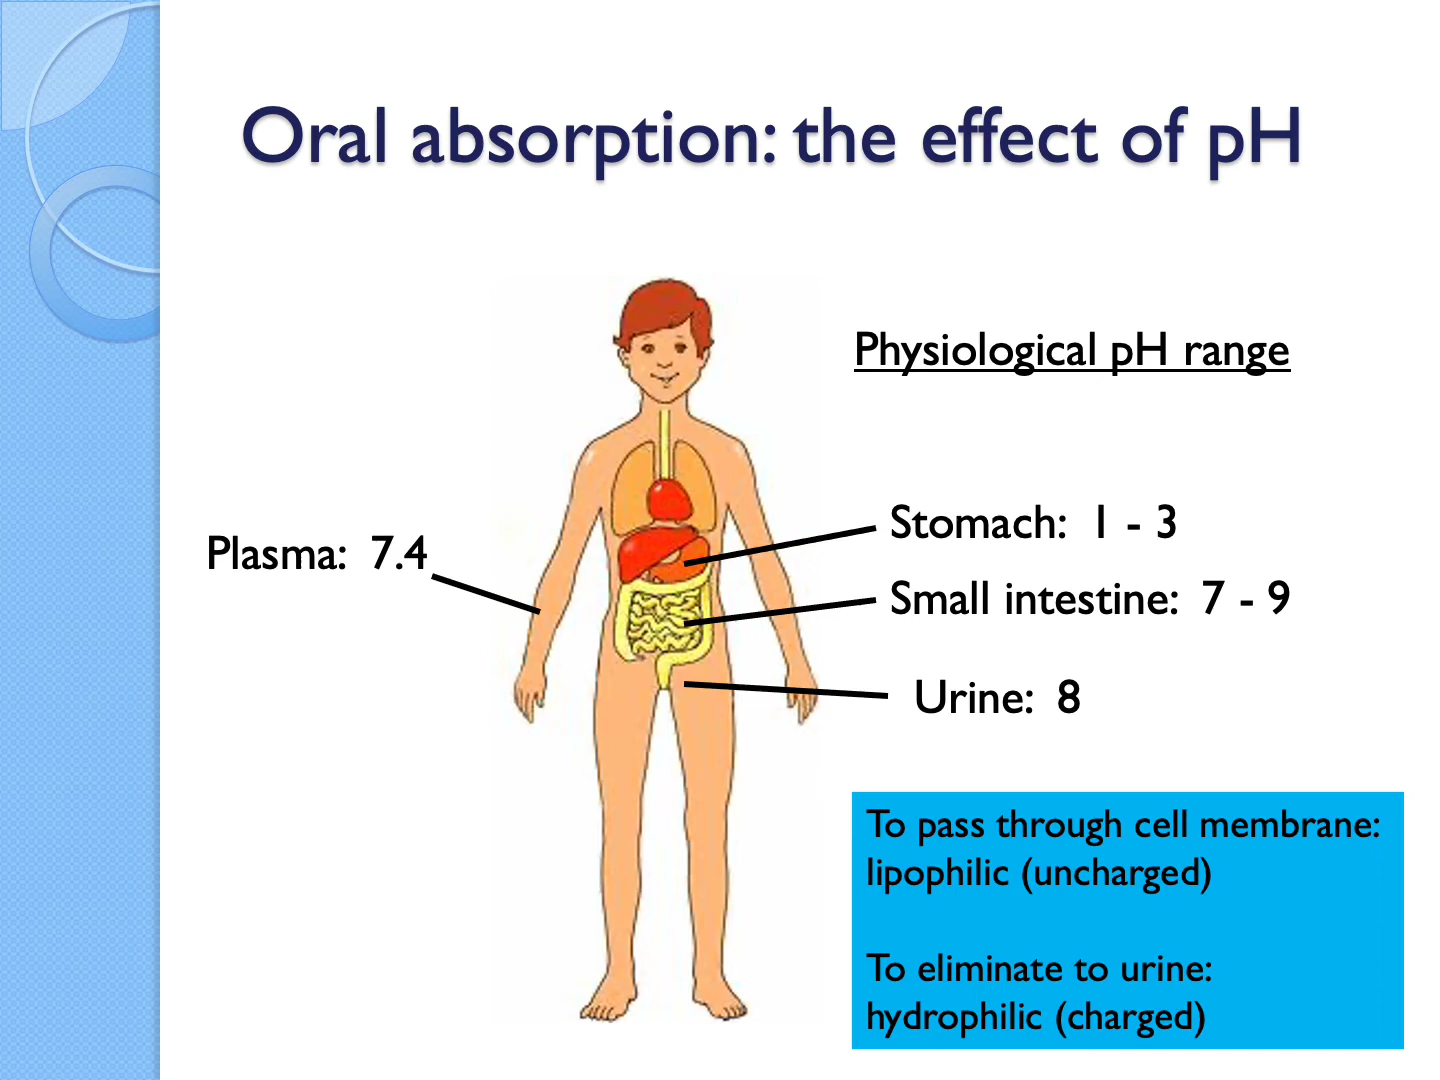 Oral absorption: the effect of pH
Physiological pH range
Plasma: 7.4
Stomach: 1 - 3
Small intestine: 7 - 9
Urine: 8
To pass through cell membrane:
lipophilic (uncharged)
To eliminate to urine:
hydrophilic (charged)